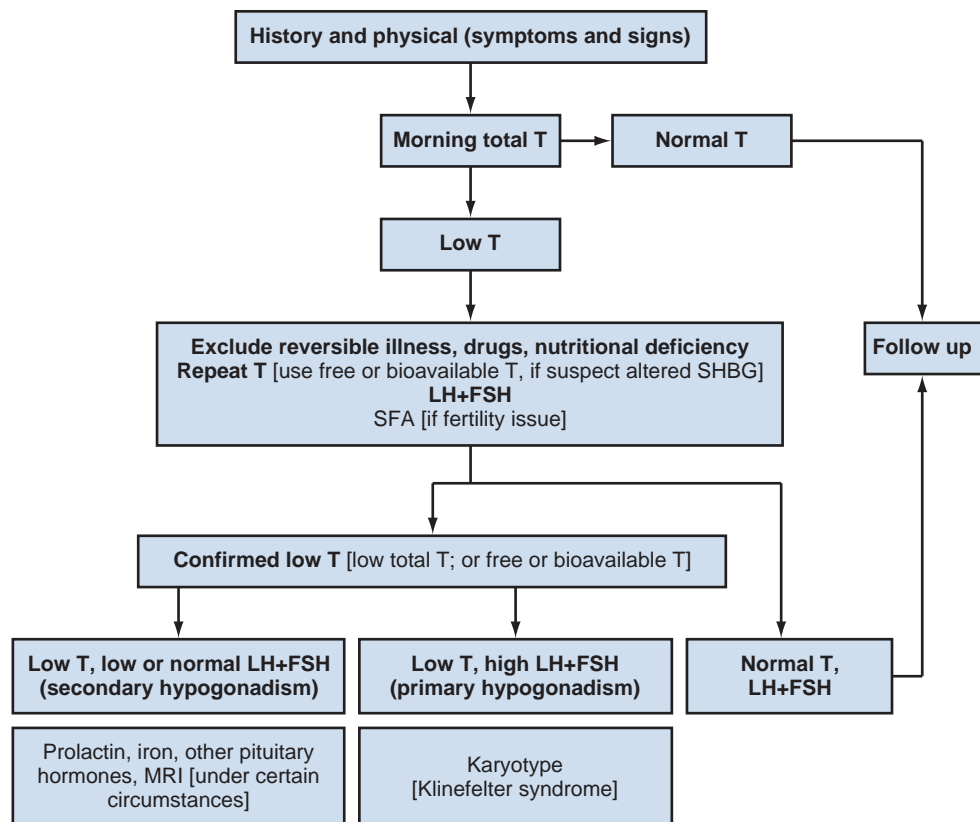 History and physical (symptoms and signs)
Morning total T
Normal T
Low T
Exclude reversible illness, drugs, nutritional deficiency
Repeat T [use free or bioavailable T, if suspect altered SHBG]
LH+FSH
SFA [if fertility issue]
Follow up
Confirmed low T [low total T; or free or bioavailable T]
Low T, low or normal LH+FSH
(secondary hypogonadism)
Low T, high LH+FSH
(primary hypogonadism)
Normal T,
LH+FSH
Prolactin, iron, other pituitary
hormones, MRI [under certain
circumstances]
Karyotype
[Klinefelter syndrome]